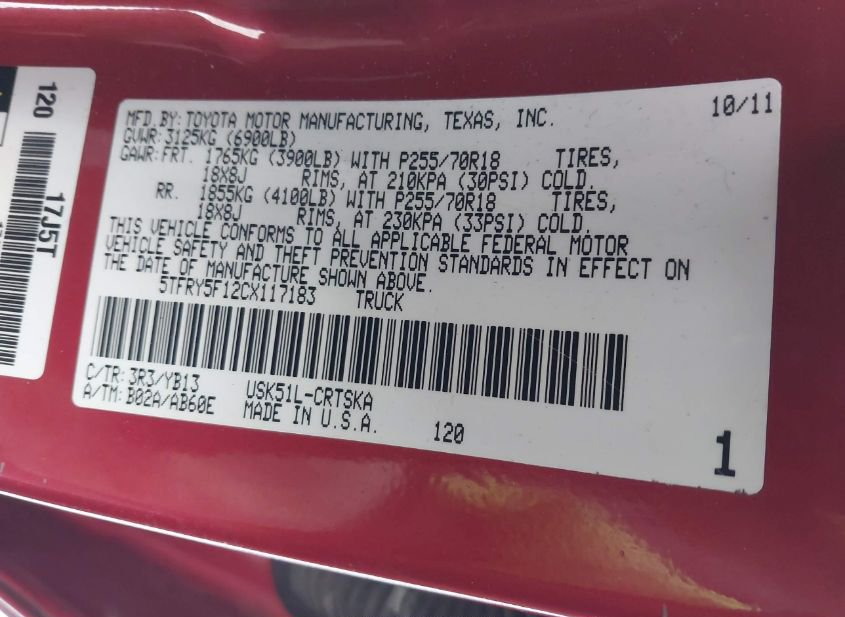 120
17J5T
MFD.BY:TOYOTA MOTOR MANUFACTURING, TEXAS, INC. 10/11
GVWR:3125KG (6900LB)
GAWR:FRT. 1765KG (3900LB) WITH P255/70R18 TIRES,
18X8J RIMS, AT 210KPA (30PSI) COLD.
RR. 1855KG (4100LB) WITH P255/70R18 TIRES,
18X8J RIMS, AT 230KPA (33PSI) COLD.
THIS VEHICLE CONFORMS TO ALL APPLICABLE FEDERAL MOTOR
VEHICLE SAFETY AND THEFT PREVENTION STANDARDS IN EFFECT ON
THE DATE OF MANUFACTURE SHOWN ABOVE.
5TFRY5F12CX117183 TRUCK
C/TR:3R3/YB13 USK51L-CRTSKA
A/TM:B02A/AB60E MADE IN U.S.A. 120
1